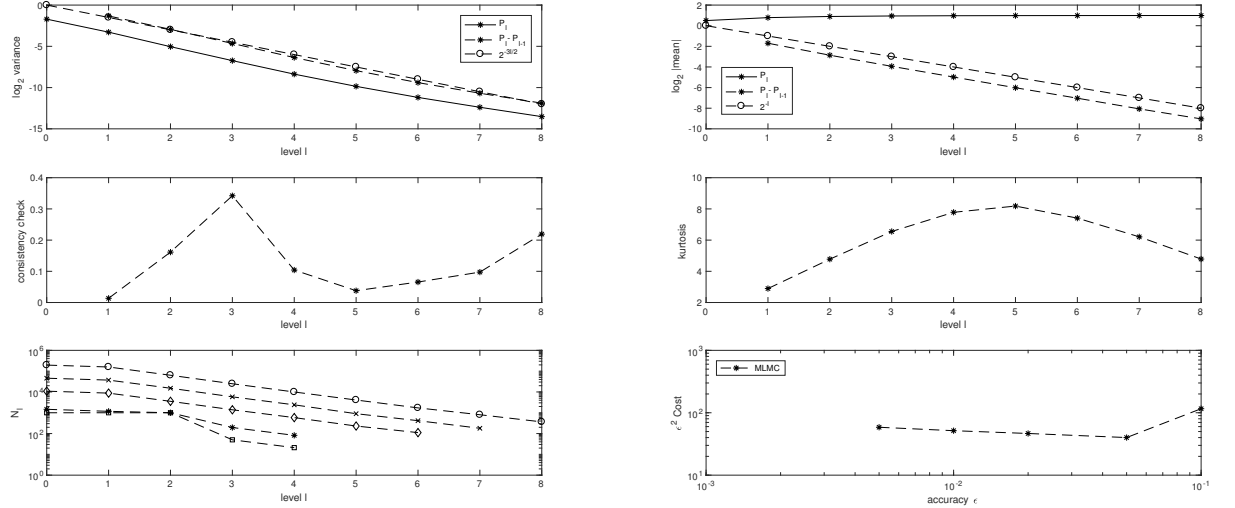 0
-5
-10
-15
log₂ variance
P_l
P_l - P_{l-1}
2^{-3l/2}
0 1 2 3 4 5 6 7 8
level l
2
0
-2
-4
-6
-8
-10
log₂ |mean|
P_l
P_l - P_{l-1}
2^{-l}
0 1 2 3 4 5 6 7 8
level l
0.4
0.3
0.2
0.1
0
consistency check
0 1 2 3 4 5 6 7 8
level l
10
8
6
4
2
kurtosis
0 1 2 3 4 5 6 7 8
level l
10^6
10^4
10^2
10^0
N_l
0 1 2 3 4 5 6 7 8
level l
10^3
10^2
10^1
ϵ² Cost
MLMC
10^{-3} 10^{-2} 10^{-1}
accuracy ϵ